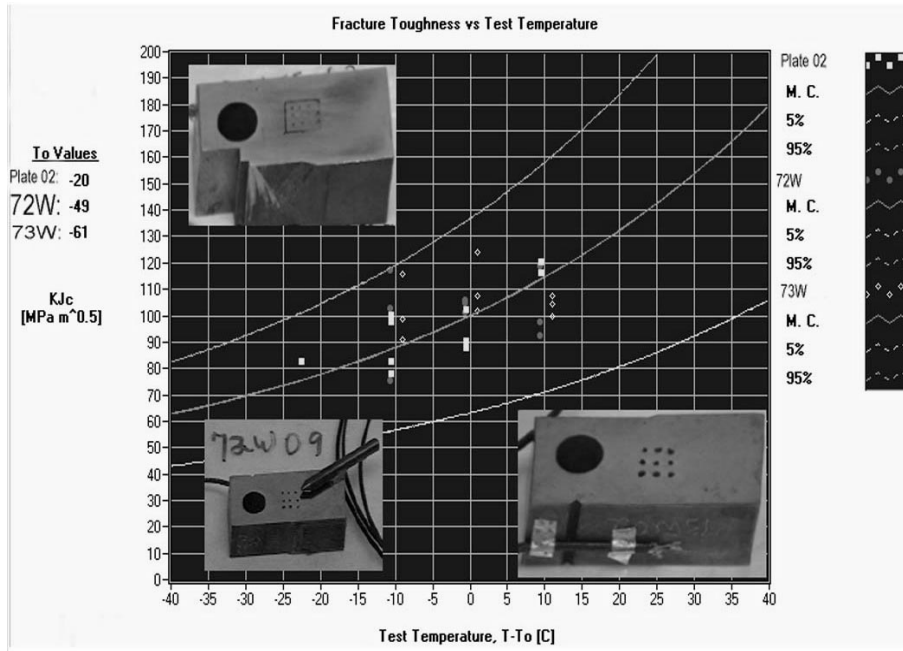 Fracture Toughness vs Test Temperature
200
190
180
170
160
150
140
130
120
110
100
90
80
70
60
50
40
30
20
10
0
-40 -35 -30 -25 -20 -15 -10 -5 0 5 10 15 20 25 30 35 40
Test Temperature, T-To [C]
To Values
Plate 02: -20
72W: -49
73W: -61
KJc
[MPa m^0.5]
72W 09
Plate 02
M. C.
5%
95%
72W
M. C.
5%
95%
73W
M. C.
5%
95%